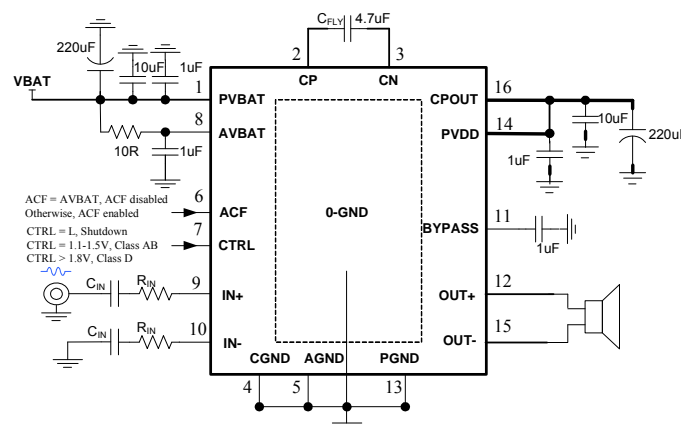 C_FLY 4.7uF
220uF
10uF 1uF
2 3
VBAT
CP CN
1 PVBAT CPOUT 16
8 AVBAT PVDD 14
10uF
220u
10R 1uF
1uF
ACF = AVBAT, ACF disabled
Otherwise, ACF enabled
6 ACF
0-GND
CTRL = L, Shutdown
CTRL = 1.1-1.5V, Class AB
CTRL > 1.8V, Class D
7 CTRL
BYPASS 11
1uF
C_IN R_IN 9 IN+ OUT+ 12
C_IN R_IN 10 IN- OUT- 15
CGND AGND PGND
4 5 13